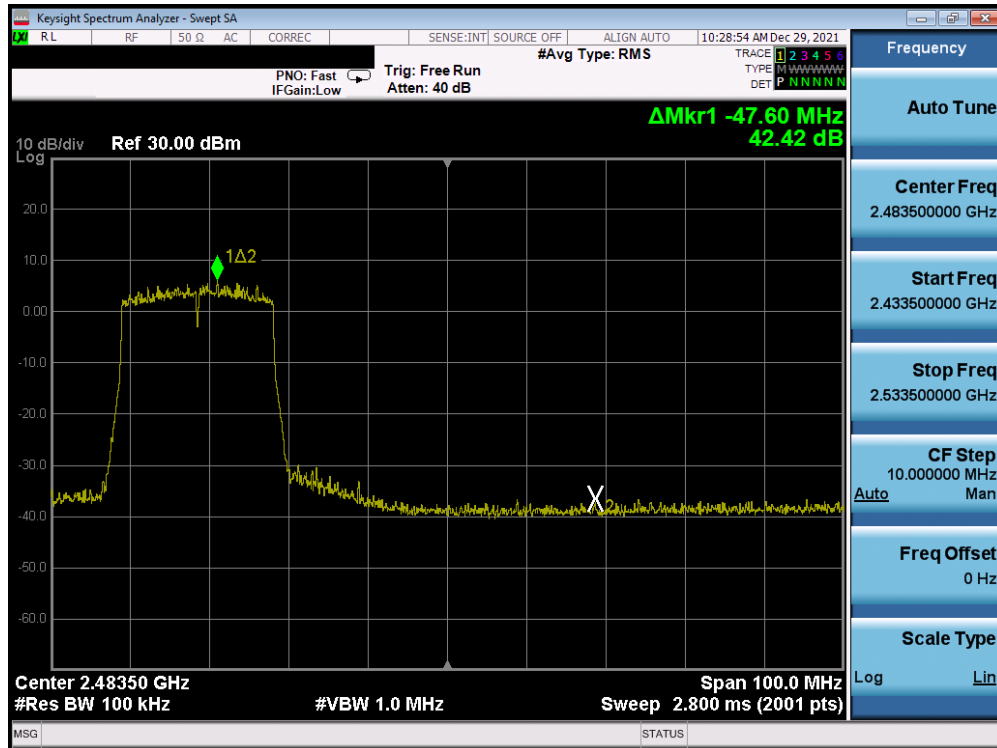 Keysight Spectrum Analyzer - Swept SA
LXI RL RF 50 Ω AC CORREC SENSE:INT SOURCE OFF ALIGN AUTO 10:28:54 AM Dec 29, 2021
#Avg Type: RMS TRACE 1 2 3 4 5 6
PNO: Fast Trig: Free Run TYPE M WWWWW
IFGain:Low Atten: 40 dB DET P N N N N N
ΔMkr1 -47.60 MHz
42.42 dB
10 dB/div Ref 30.00 dBm
Log
20.0
10.0
0.00
-10.0
-20.0
-30.0
-40.0
-50.0
-60.0
1Δ2
X2
Center 2.48350 GHz Span 100.0 MHz
#Res BW 100 kHz #VBW 1.0 MHz Sweep 2.800 ms (2001 pts)
MSG STATUS
Frequency
Auto Tune
Center Freq
2.483500000 GHz
Start Freq
2.433500000 GHz
Stop Freq
2.533500000 GHz
CF Step
10.000000 MHz
Auto Man
Freq Offset
0 Hz
Scale Type
Log Lin